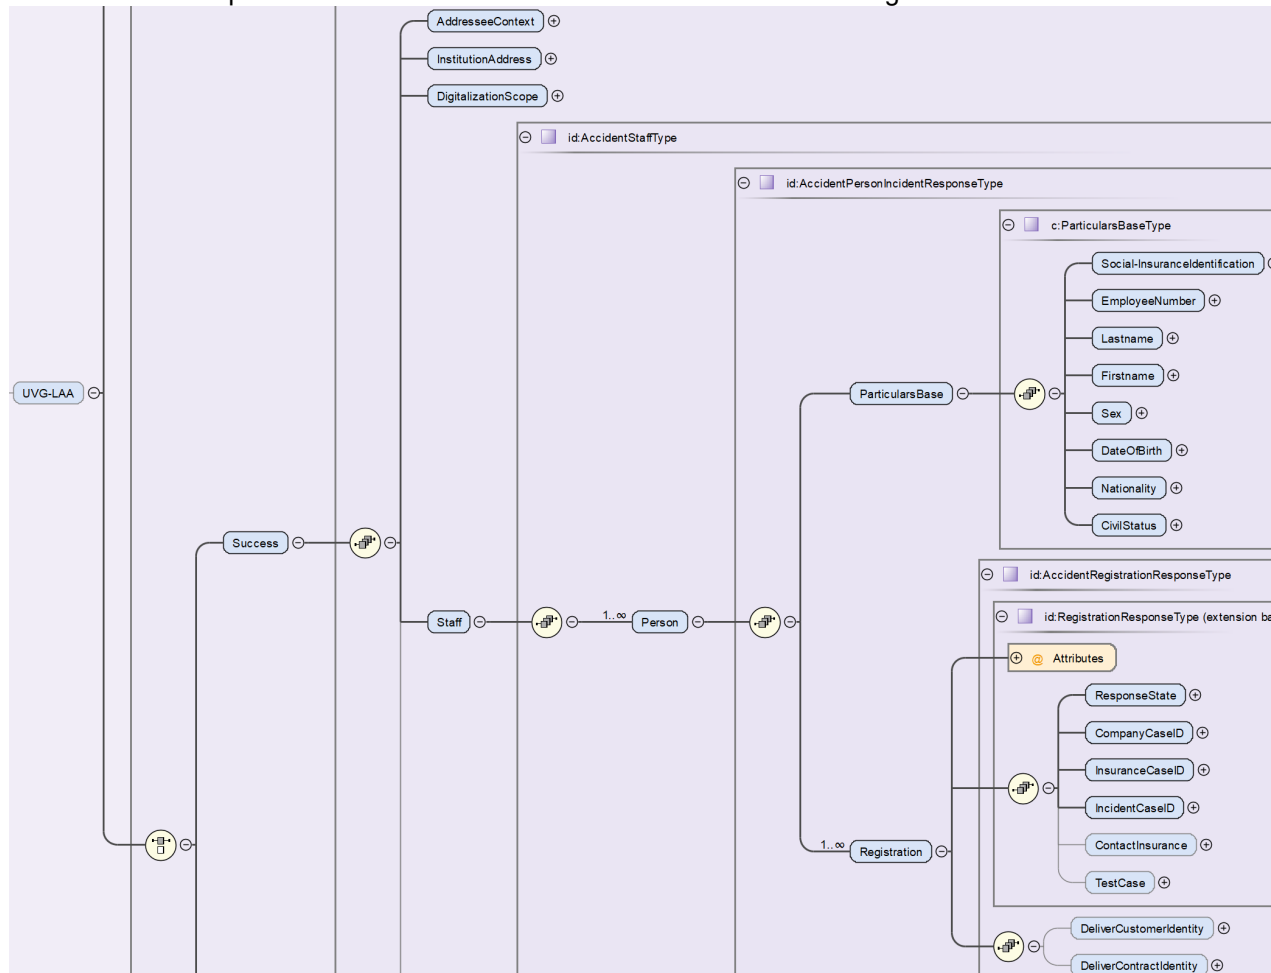 AddresseeContext
InstitutionAddress
DigitalizationScope
id:AccidentStaffType
id:AccidentPersonIncidentResponseType
c:ParticularsBaseType
Social-InsuranceIdentification
EmployeeNumber
Lastname
Firstname
UVG-LAA
ParticularsBase
Sex
DateOfBirth
Nationality
CivilStatus
Success
id:AccidentRegistrationResponseType
id:RegistrationResponseType (extension ba
Staff
1..∞
Person
@ Attributes
ResponseState
CompanyCaseID
InsuranceCaseID
IncidentCaseID
ContactInsurance
1..∞
Registration
TestCase
DeliverCustomerIdentity
DeliverContractIdentity